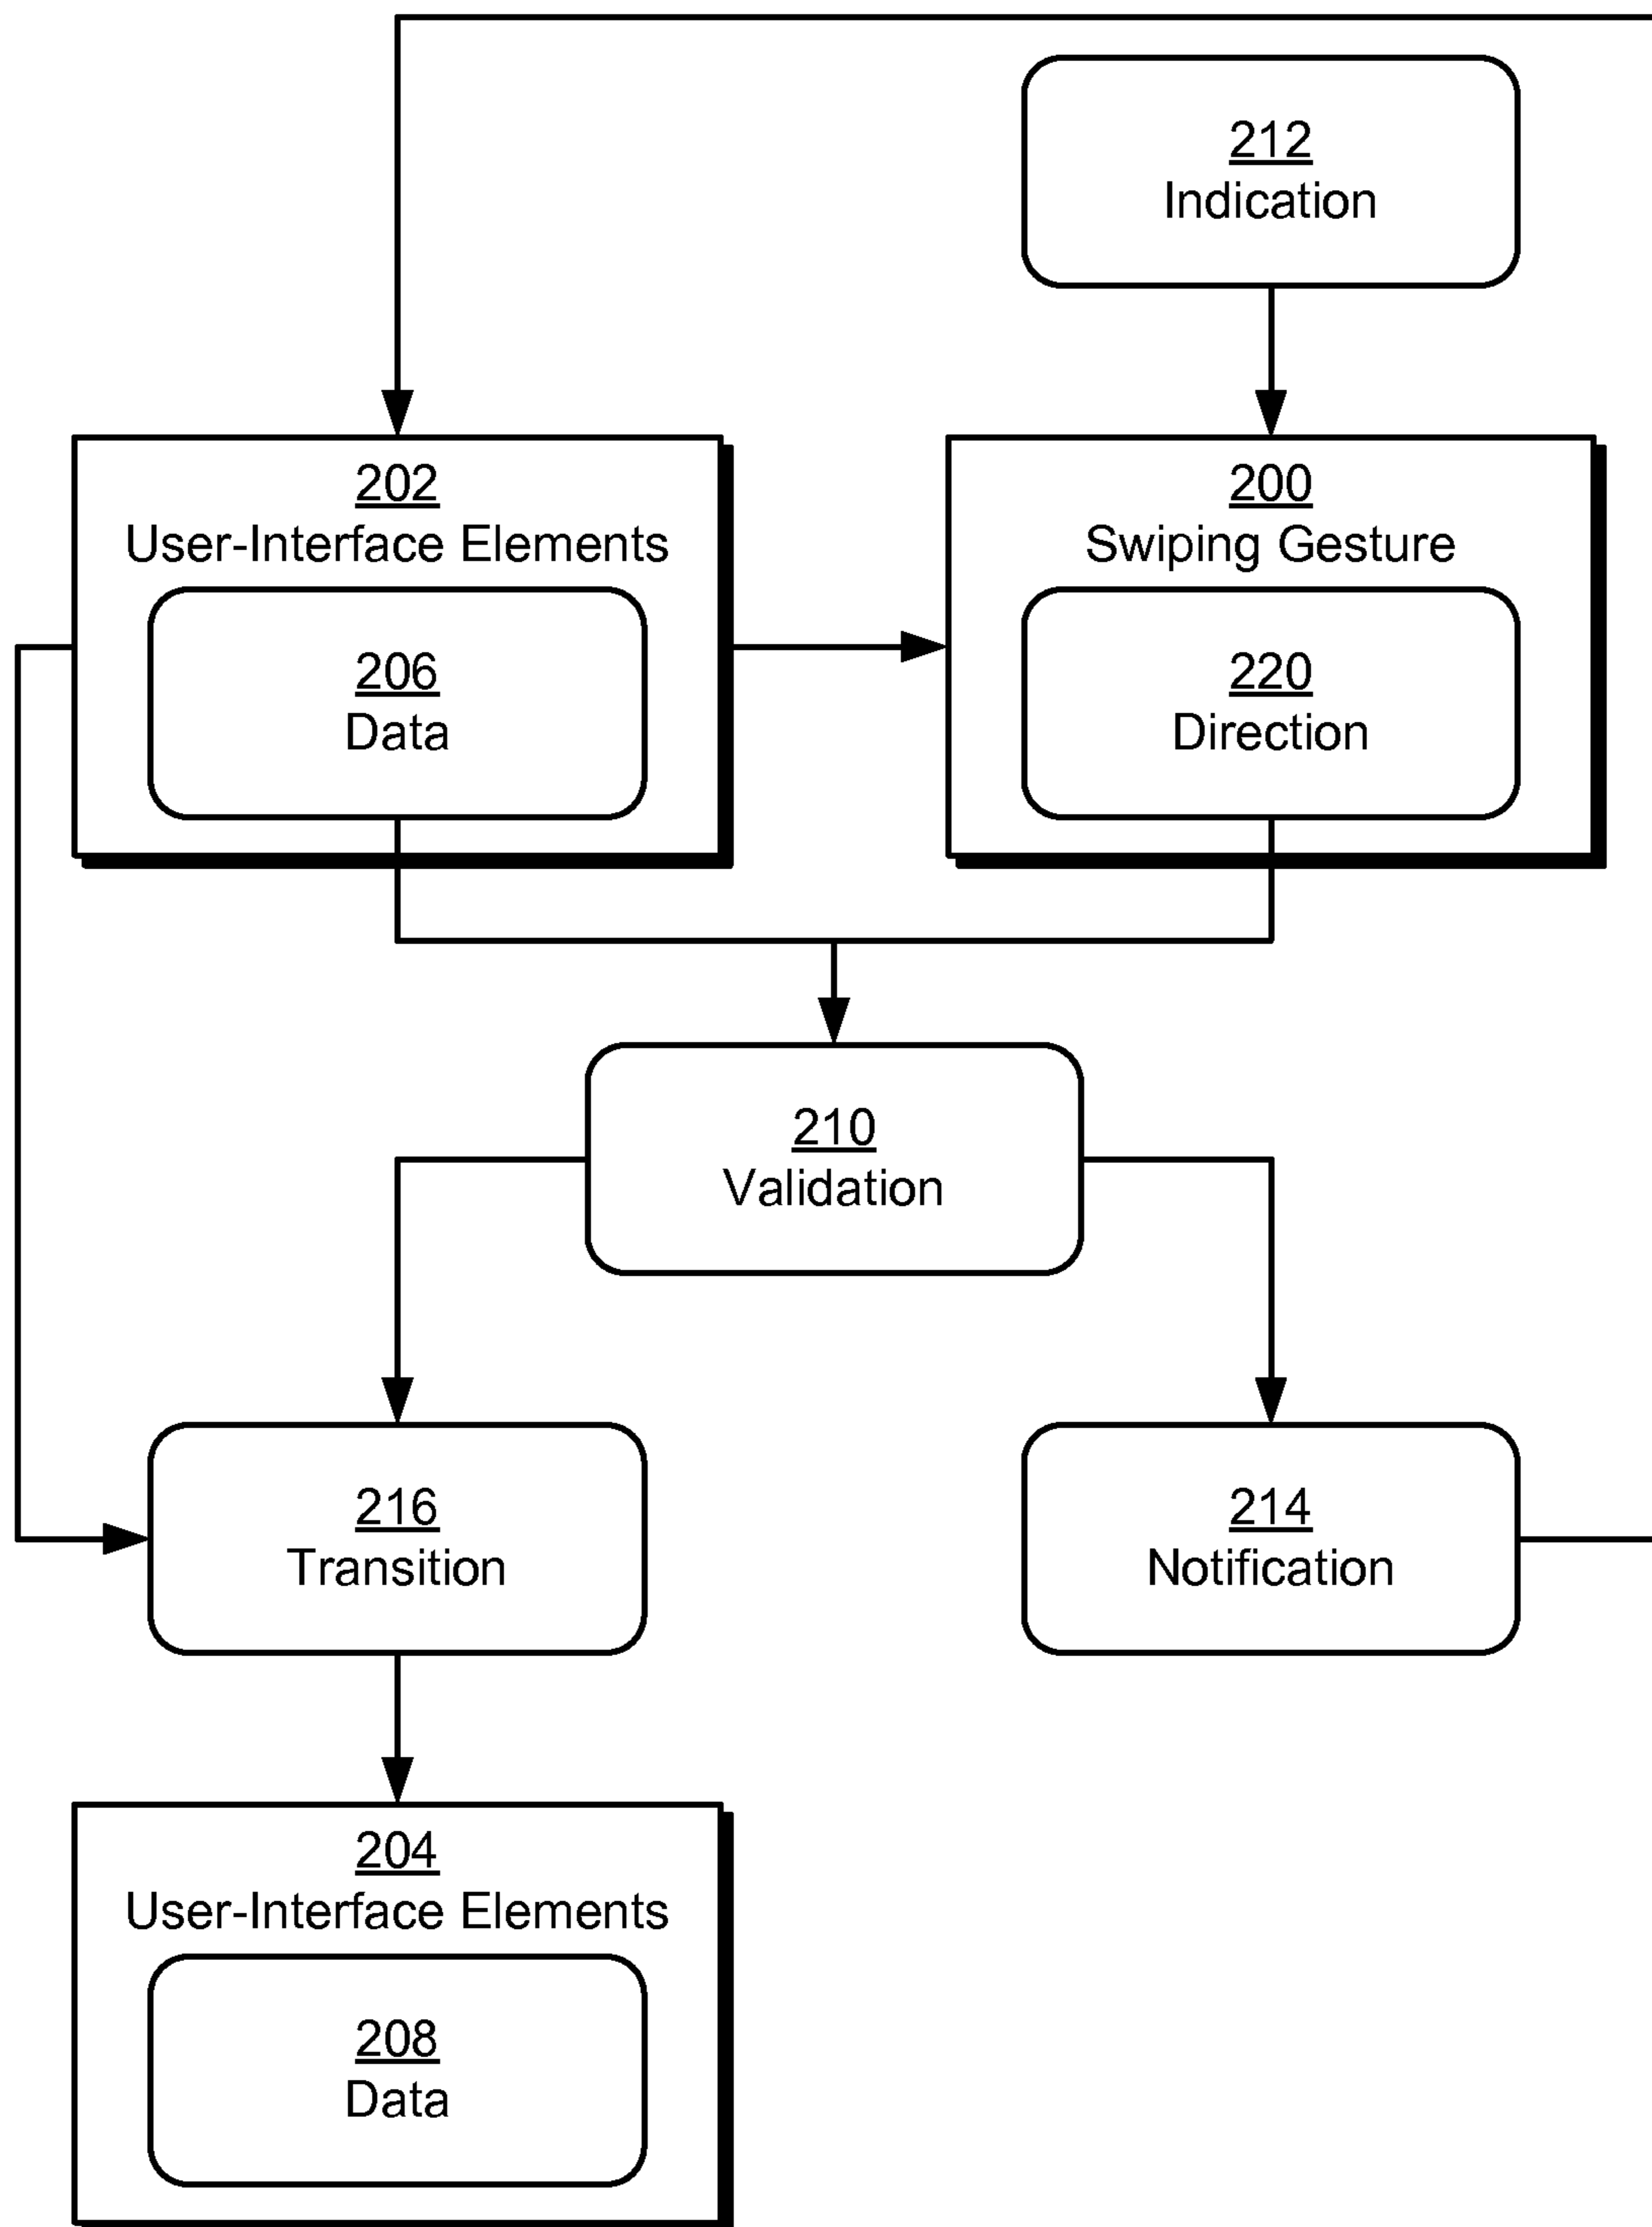 212
Indication
202
User-Interface Elements
200
Swiping Gesture
206
Data
220
Direction
210
Validation
216
Transition
214
Notification
204
User-Interface Elements
208
Data